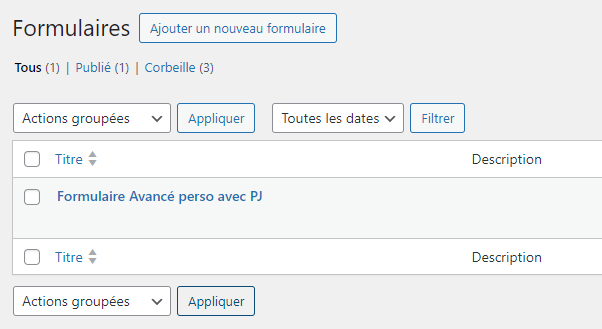 Formulaires Ajouter un nouveau formulaire
Tous (1) | Publié (1) | Corbeille (3)
Actions groupées Appliquer Toutes les dates Filtrer
Titre Description
Formulaire Avancé perso avec PJ
Titre Description
Actions groupées Appliquer